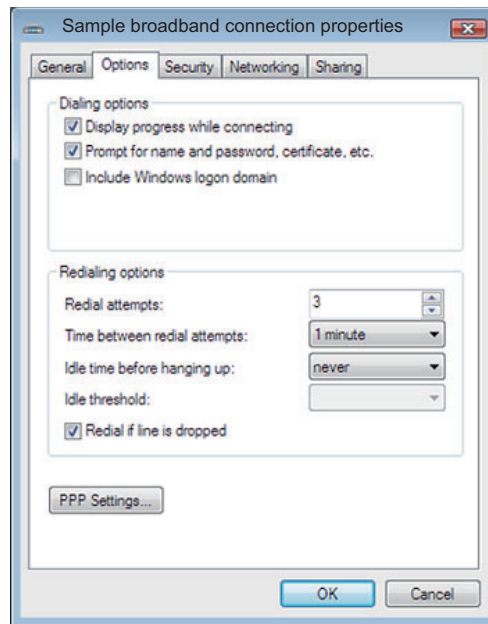 Sample broadband connection properties
General Options Security Networking Sharing
Dialing options
Display progress while connecting
Prompt for name and password, certificate, etc.
Include Windows logon domain
Redialing options
Redial attempts: 3
Time between redial attempts: 1 minute
Idle time before hanging up: never
Idle threshold:
Redial if line is dropped
PPP Settings...
OK Cancel